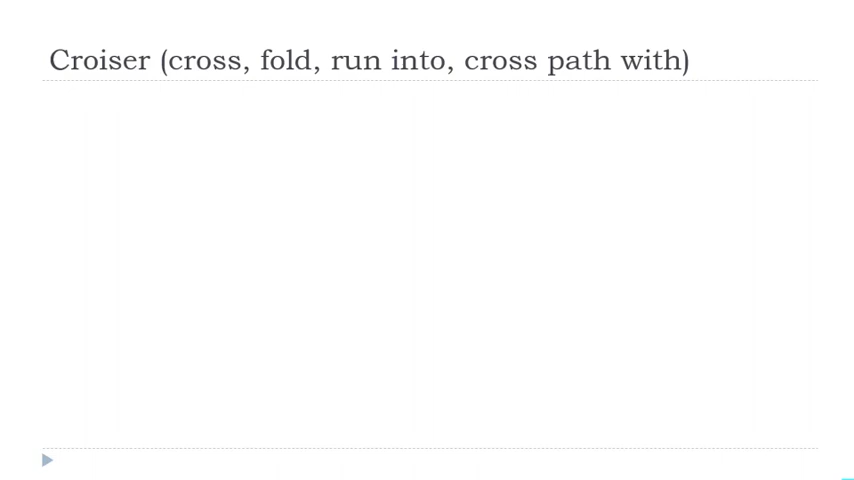 Croiser (cross, fold, run into, cross path with)